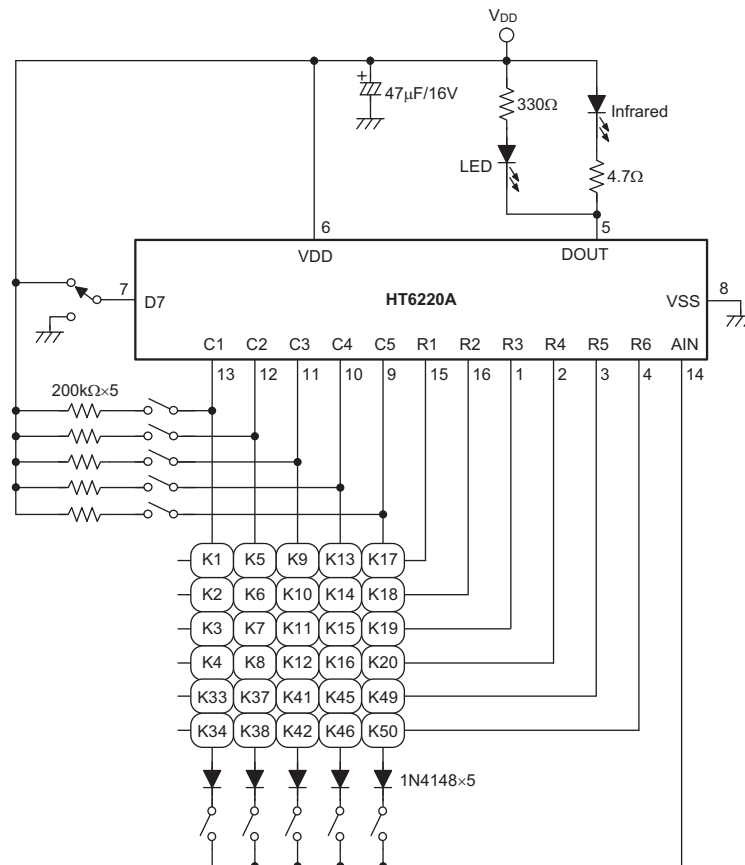 VDD
47µF/16V
330Ω
Infrared
LED
4.7Ω
6
5
VDD
DOUT
7
D7
HT6220A
VSS
8
C1 C2 C3 C4 C5 R1 R2 R3 R4 R5 R6 AIN
13 12 11 10 9 15 16 1 2 3 4 14
200kΩ×5
K1 K5 K9 K13 K17
K2 K6 K10 K14 K18
K3 K7 K11 K15 K19
K4 K8 K12 K16 K20
K33 K37 K41 K45 K49
K34 K38 K42 K46 K50
1N4148×5